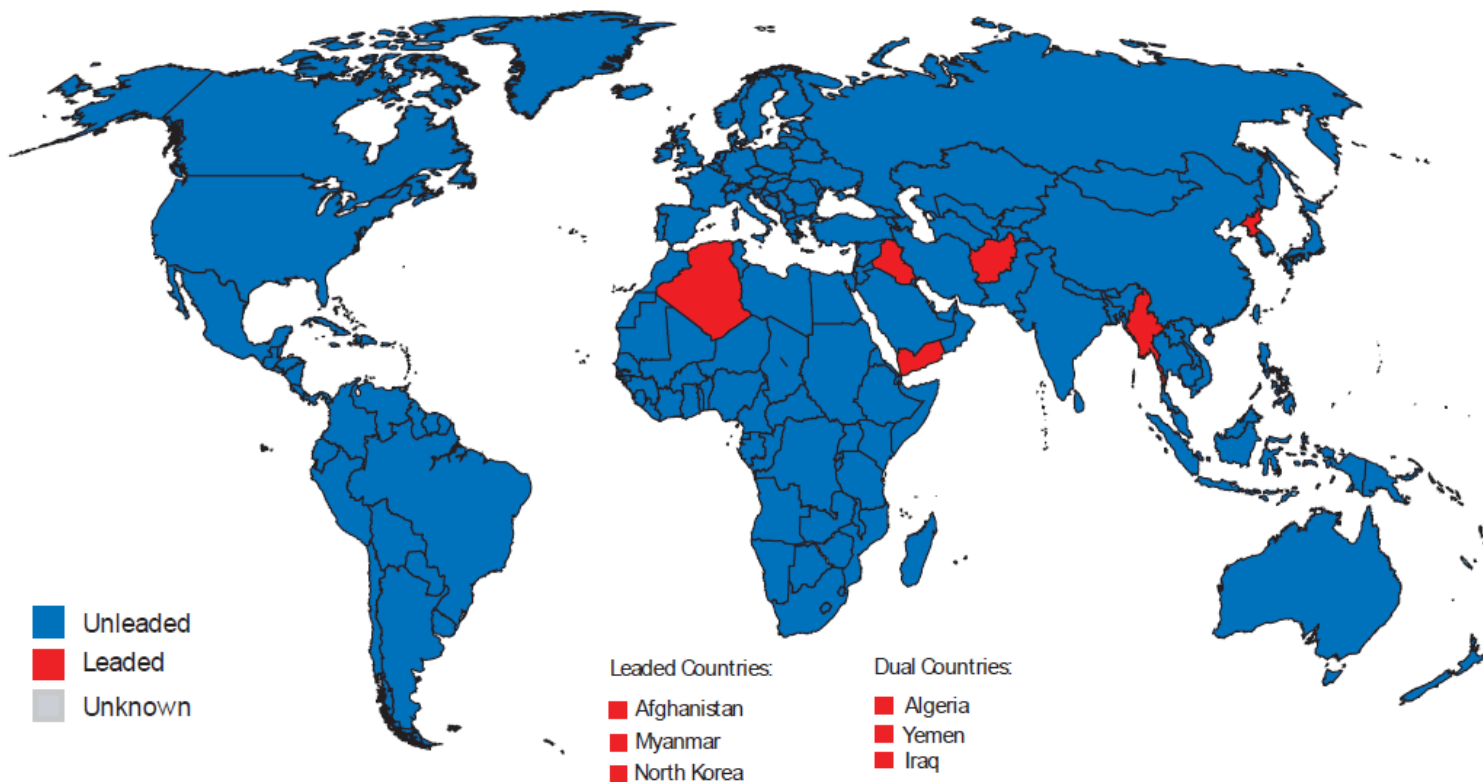 Unleaded
Leaded
Unknown
Leaded Countries:
Afghanistan
Myanmar
North Korea
Dual Countries:
Algeria
Yemen
Iraq